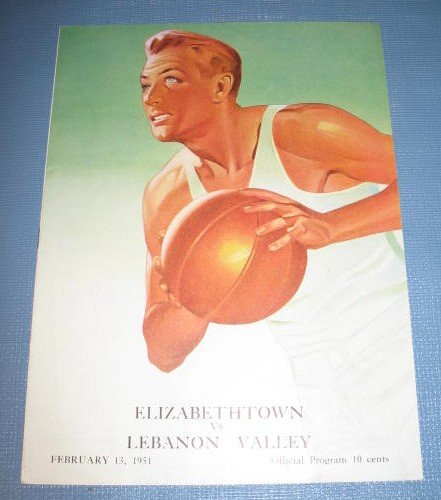 ELIZABETHTOWN
VS
LEBANON VALLEY
FEBRUARY 13, 1951 Official Program 10 cents